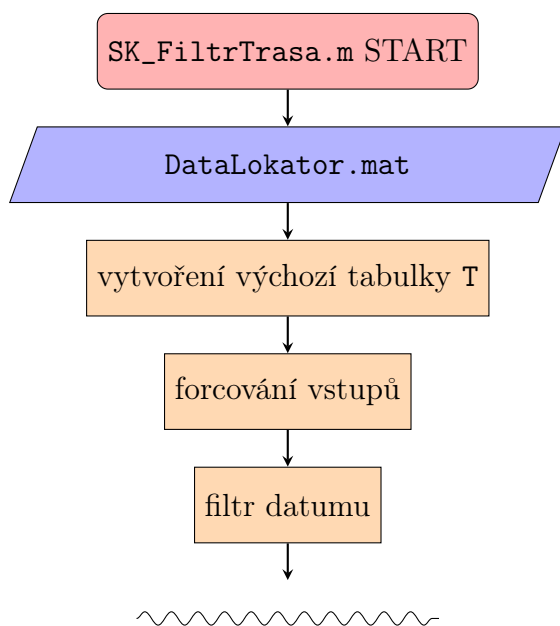 SK_FiltrTrasa.m START
DataLokator.mat
vytvoření výchozí tabulky T
forcování vstupů
filtr datumu